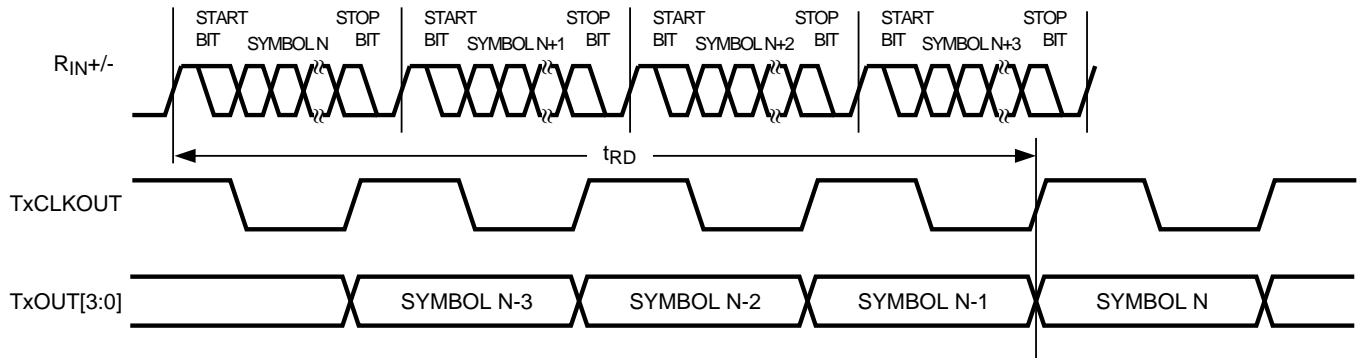 START STOP START STOP START STOP START STOP
BIT SYMBOL N BIT BIT SYMBOL N+1 BIT BIT SYMBOL N+2 BIT BIT SYMBOL N+3 BIT
RIN+/-
tRD
TxCLKOUT
TxOUT[3:0] SYMBOL N-3 SYMBOL N-2 SYMBOL N-1 SYMBOL N